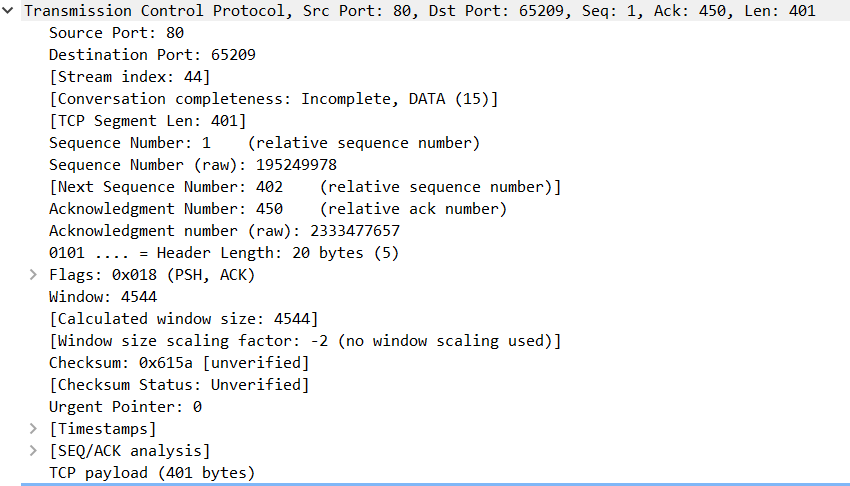 Transmission Control Protocol, Src Port: 80, Dst Port: 65209, Seq: 1, Ack: 450, Len: 401
Source Port: 80
Destination Port: 65209
[Stream index: 44]
[Conversation completeness: Incomplete, DATA (15)]
[TCP Segment Len: 401]
Sequence Number: 1    (relative sequence number)
Sequence Number (raw): 195249978
[Next Sequence Number: 402    (relative sequence number)]
Acknowledgment Number: 450    (relative ack number)
Acknowledgment number (raw): 2333477657
0101 .... = Header Length: 20 bytes (5)
Flags: 0x018 (PSH, ACK)
Window: 4544
[Calculated window size: 4544]
[Window size scaling factor: -2 (no window scaling used)]
Checksum: 0x615a [unverified]
[Checksum Status: Unverified]
Urgent Pointer: 0
[Timestamps]
[SEQ/ACK analysis]
TCP payload (401 bytes)